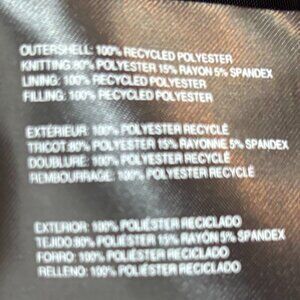 OUTERSHELL: 100% RECYCLED POLYESTER
KNITTING: 80% POLYESTER 15% RAYON 5% SPANDEX
LINING: 100% RECYCLED POLYESTER
FILLING: 100% RECYCLED POLYESTER
EXTÉRIEUR: 100% POLYESTER RECYCLÉ
TRICOT: 80% POLYESTER 15% RAYONNE 5% SPANDEX
DOUBLURE: 100% POLYESTER RECYCLÉ
REMBOURRAGE: 100% POLYESTER RECYCLÉ
EXTERIOR: 100% POLIÉSTER RECICLADO
TEJIDO: 80% POLIÉSTER 15% RAYÓN 5% SPANDEX
FORRO: 100% POLIÉSTER RECICLADO
RELLENO: 100% POLIÉSTER RECICLADO